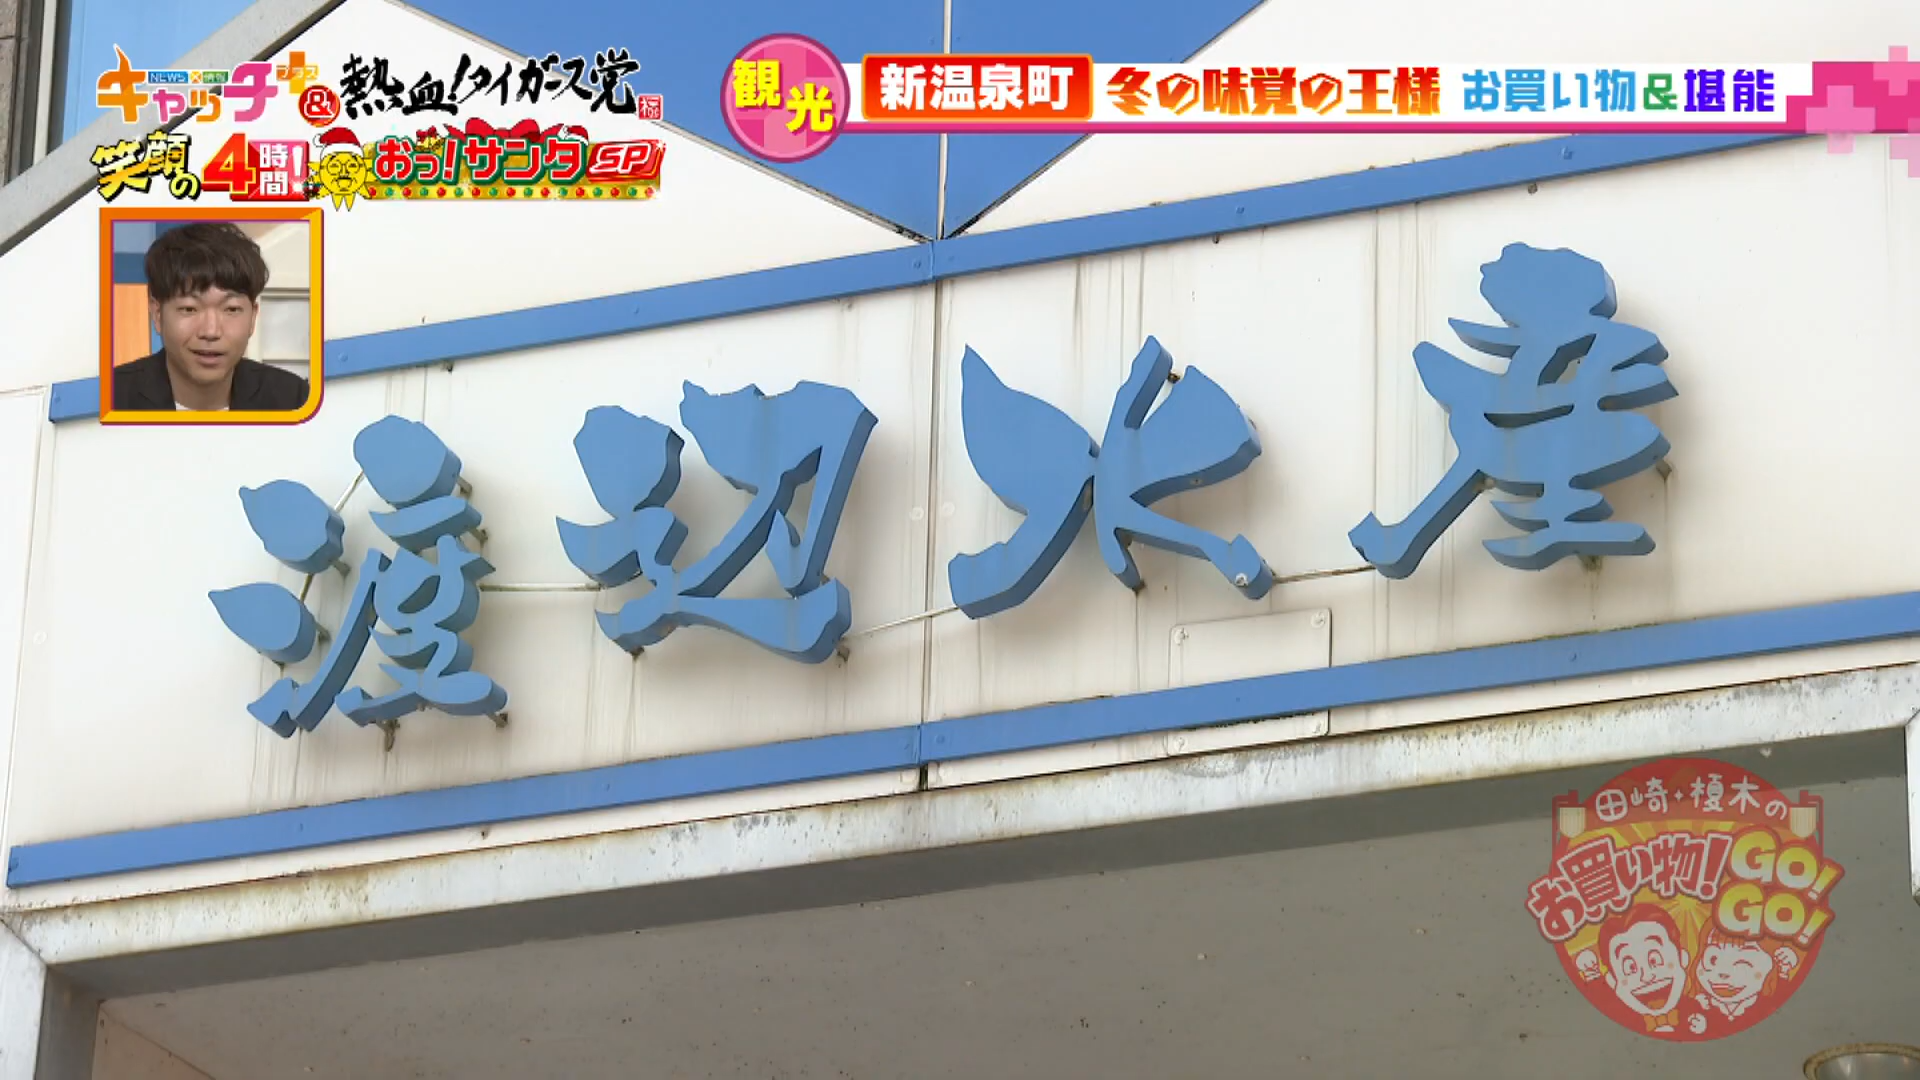 キャッチ
NEWS×情報
プラス
&
熱血!タイガース党
笑顔の4時間!
おっ!サンタSP
観光
新温泉町
冬の味覚の王様
お買い物&堪能
渡辺水産
田崎・榎木の
お買い物!
GO!
GO!